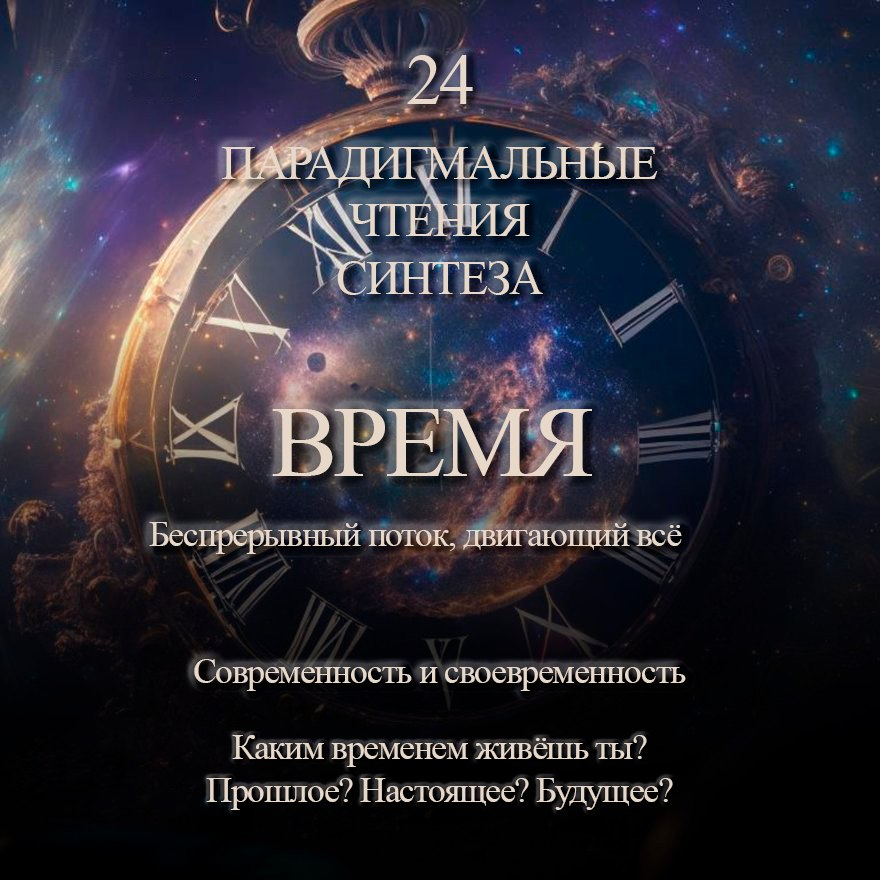 24
ПАРАДИГМАЛЬНЫЕ
ЧТЕНИЯ
СИНТЕЗА
ВРЕМЯ
Беспрерывный поток, двигающий всё
Современность и своевременность
Каким временем живёшь ты?
Прошлое? Настоящее? Будущее?